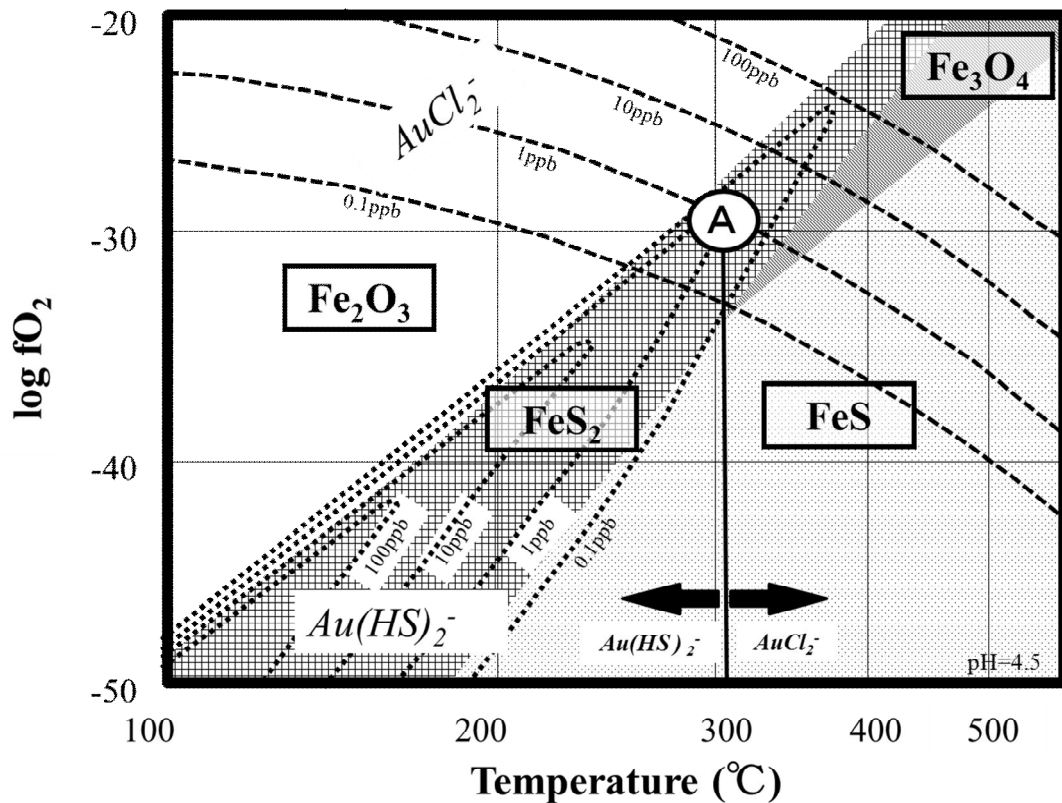 -20
-30
-40
-50
log fO₂
100
200
300
400
500
Temperature (℃)
AuCl₂⁻
100ppb
10ppb
1ppb
0.1ppb
Fe₃O₄
A
Fe₂O₃
FeS₂
FeS
100ppb
10ppb
1ppb
0.1ppb
Au(HS)₂⁻
Au(HS)₂⁻
AuCl₂⁻
pH=4.5